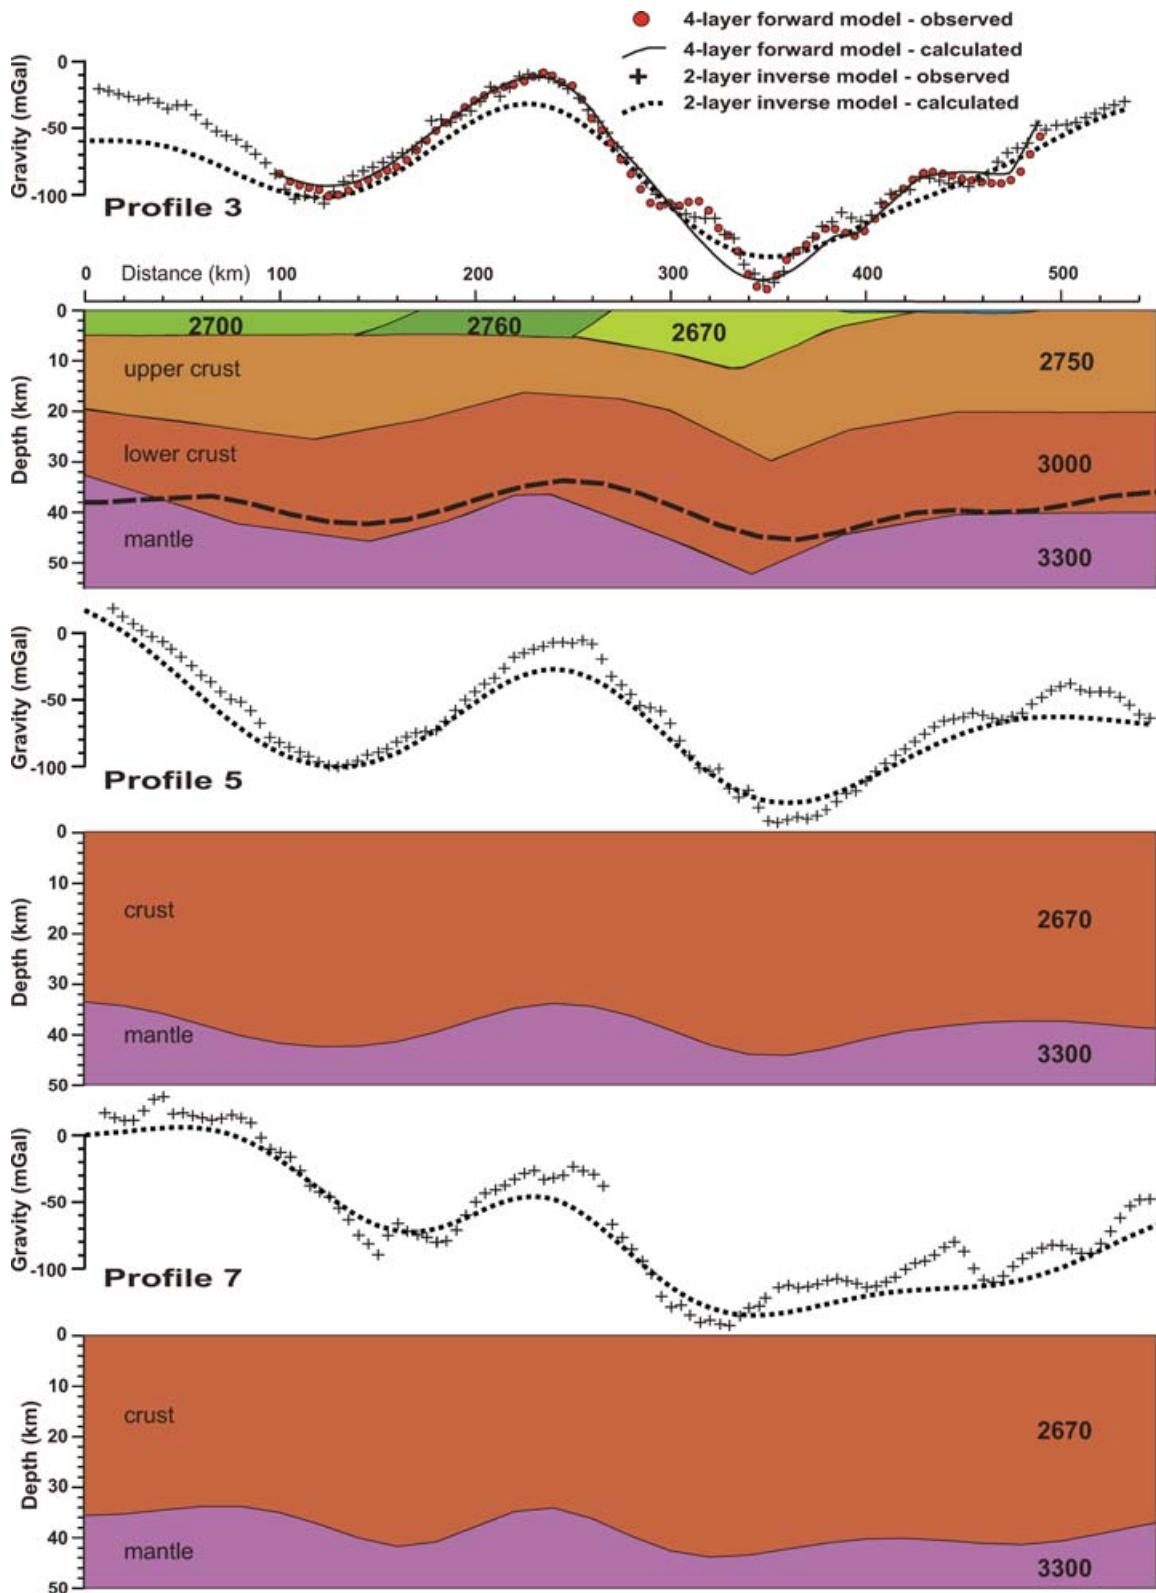 4-layer forward model - observed
4-layer forward model - calculated
2-layer inverse model - observed
2-layer inverse model - calculated
Gravity (mGal)
0
-50
-100
Profile 3
0 Distance (km) 100 200 300 400 500
Depth (km)
0
10
20
30
40
50
2700 2760 2670
upper crust 2750
lower crust 3000
mantle 3300
Gravity (mGal)
0
-50
-100
Profile 5
Depth (km)
0
10
20
30
40
50
crust 2670
mantle 3300
Gravity (mGal)
0
-50
-100
Profile 7
Depth (km)
0
10
20
30
40
50
crust 2670
mantle 3300